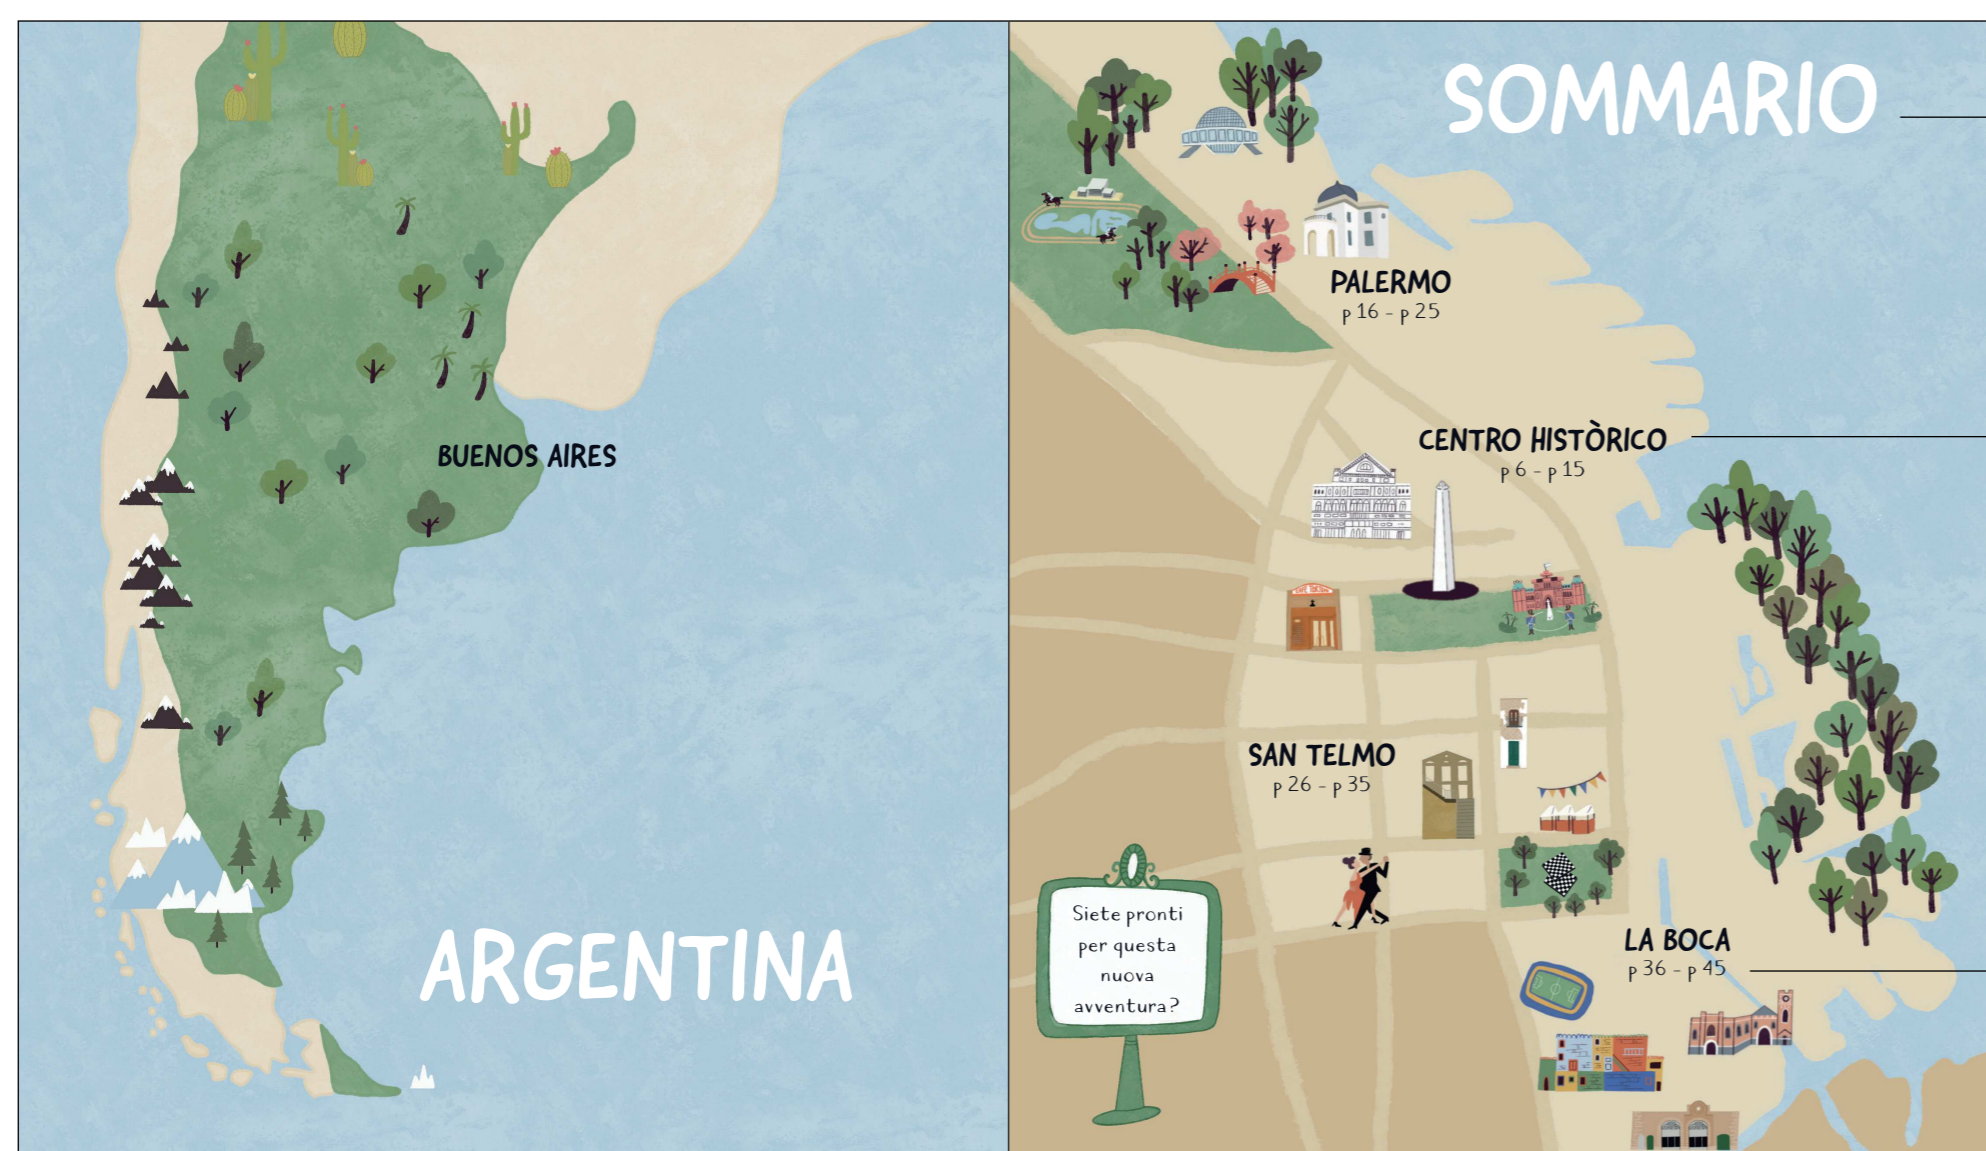 BUENOS AIRES
ARGENTINA
SOMMARIO
PALERMO
p 16 - p 25
CENTRO HISTÒRICO
p 6 - p 15
SAN TELMO
p 26 - p 35
Siete pronti
per questa
nuova
avventura?
LA BOCA
p 36 - p 45